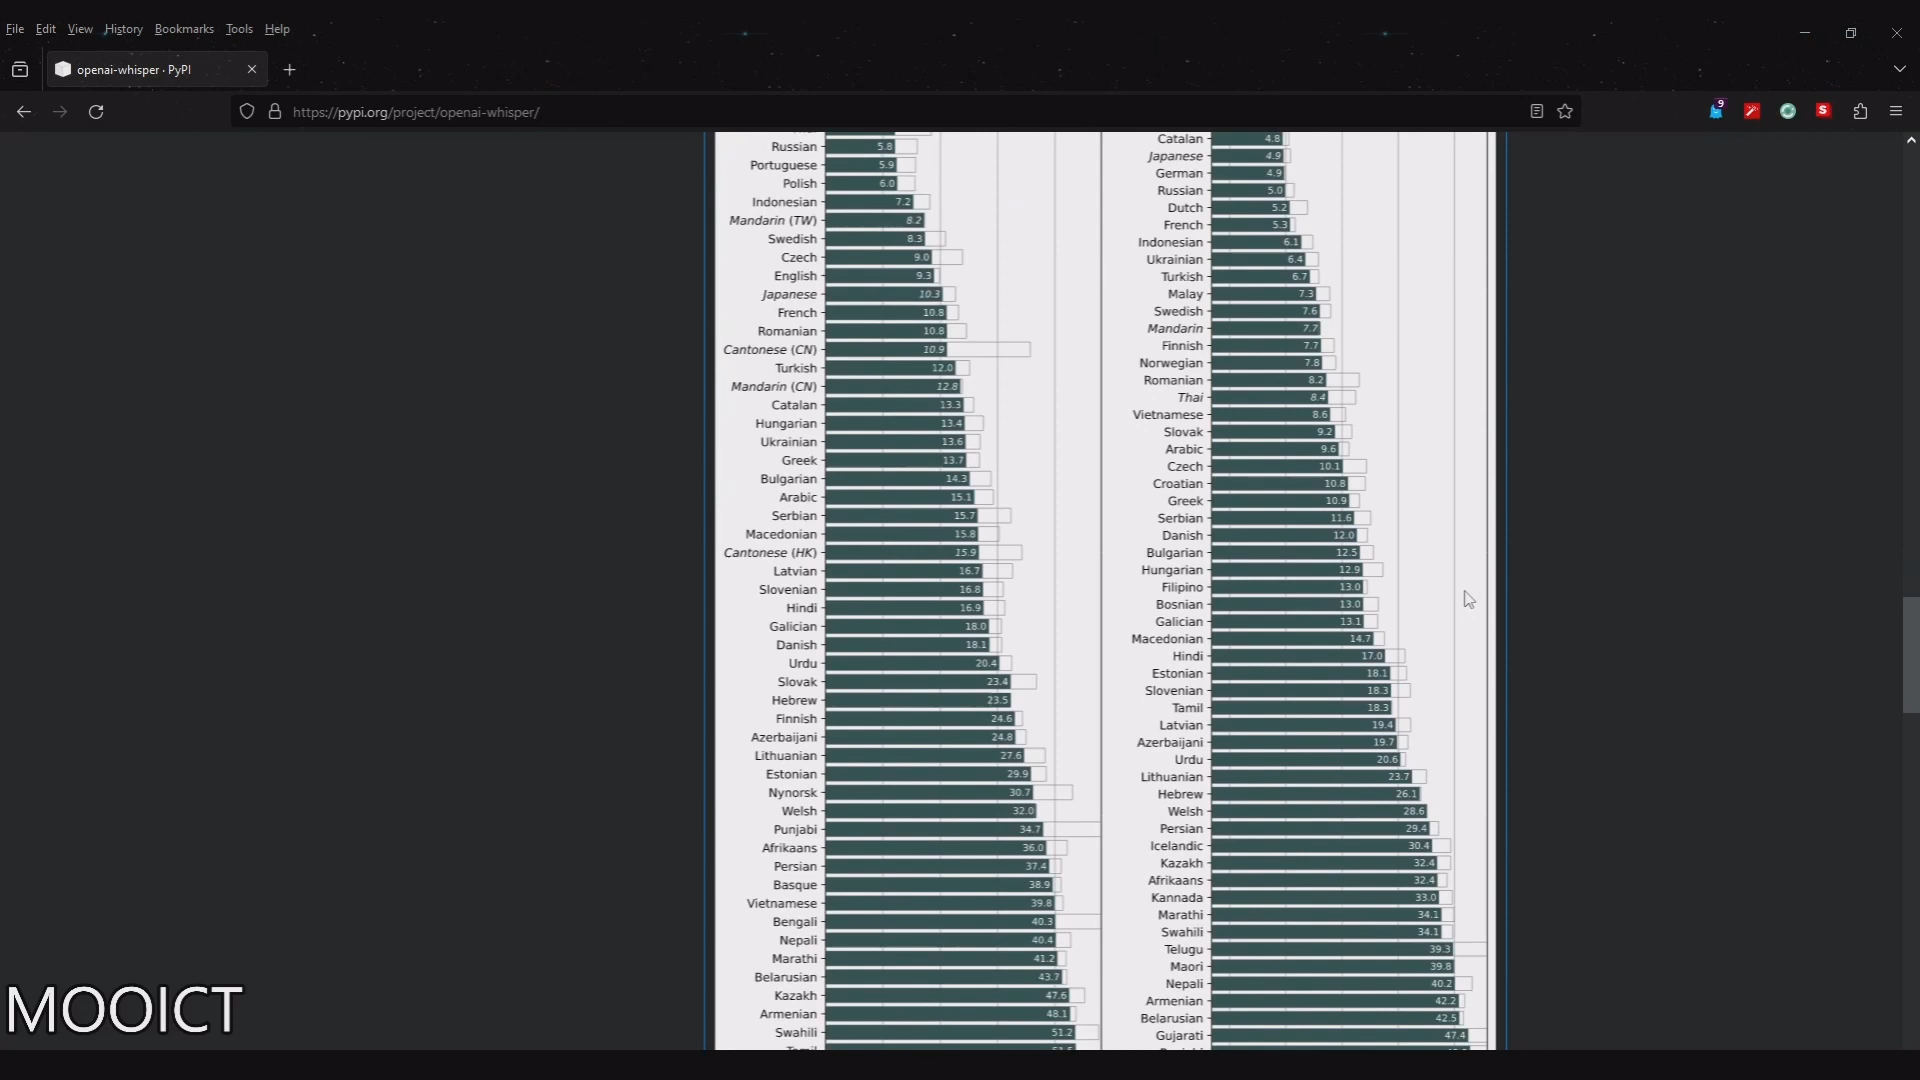 File Edit View History Bookmarks Tools Help
openai-whisper · PyPI
https://pypi.org/project/openai-whisper/
9
S
Russian 5.8
Portuguese 5.9
Polish 6.0
Indonesian 7.2
Mandarin (TW) 8.2
Swedish 8.3
Czech 9.0
English 9.3
Japanese 10.3
French 10.8
Romanian 10.8
Cantonese (CN) 10.9
Turkish 12.0
Mandarin (CN) 12.8
Catalan 13.3
Hungarian 13.4
Ukrainian 13.6
Greek 13.7
Bulgarian 14.3
Arabic 15.1
Serbian 15.7
Macedonian 15.8
Cantonese (HK) 15.9
Latvian 16.7
Slovenian 16.8
Hindi 16.9
Galician 18.0
Danish 18.1
Urdu 20.4
Slovak 23.4
Hebrew 23.5
Finnish 24.6
Azerbaijani 24.8
Lithuanian 27.6
Estonian 29.9
Nynorsk 30.7
Welsh 32.0
Punjabi 34.7
Afrikaans 36.0
Persian 37.4
Basque 38.9
Vietnamese 39.8
Bengali 40.3
Nepali 40.4
Marathi 41.2
Belarusian 43.7
Kazakh 47.6
Armenian 48.1
Swahili 51.2
Catalan 4.8
Japanese 4.9
German 4.9
Russian 5.0
Dutch 5.2
French 5.3
Indonesian 6.1
Ukrainian 6.4
Turkish 6.7
Malay 7.3
Swedish 7.6
Mandarin 7.7
Finnish 7.7
Norwegian 7.8
Romanian 8.2
Thai 8.4
Vietnamese 8.6
Slovak 9.2
Arabic 9.6
Czech 10.1
Croatian 10.8
Greek 10.9
Serbian 11.6
Danish 12.0
Bulgarian 12.5
Hungarian 12.9
Filipino 13.0
Bosnian 13.0
Galician 13.1
Macedonian 14.7
Hindi 17.0
Estonian 18.1
Slovenian 18.3
Tamil 18.3
Latvian 19.4
Azerbaijani 19.7
Urdu 20.6
Lithuanian 23.7
Hebrew 26.1
Welsh 28.6
Persian 29.4
Icelandic 30.4
Kazakh 32.4
Afrikaans 32.4
Kannada 33.0
Marathi 34.1
Swahili 34.1
Telugu 39.3
Maori 39.8
Nepali 40.2
Armenian 42.2
Belarusian 42.5
Gujarati 47.4
MOOICT